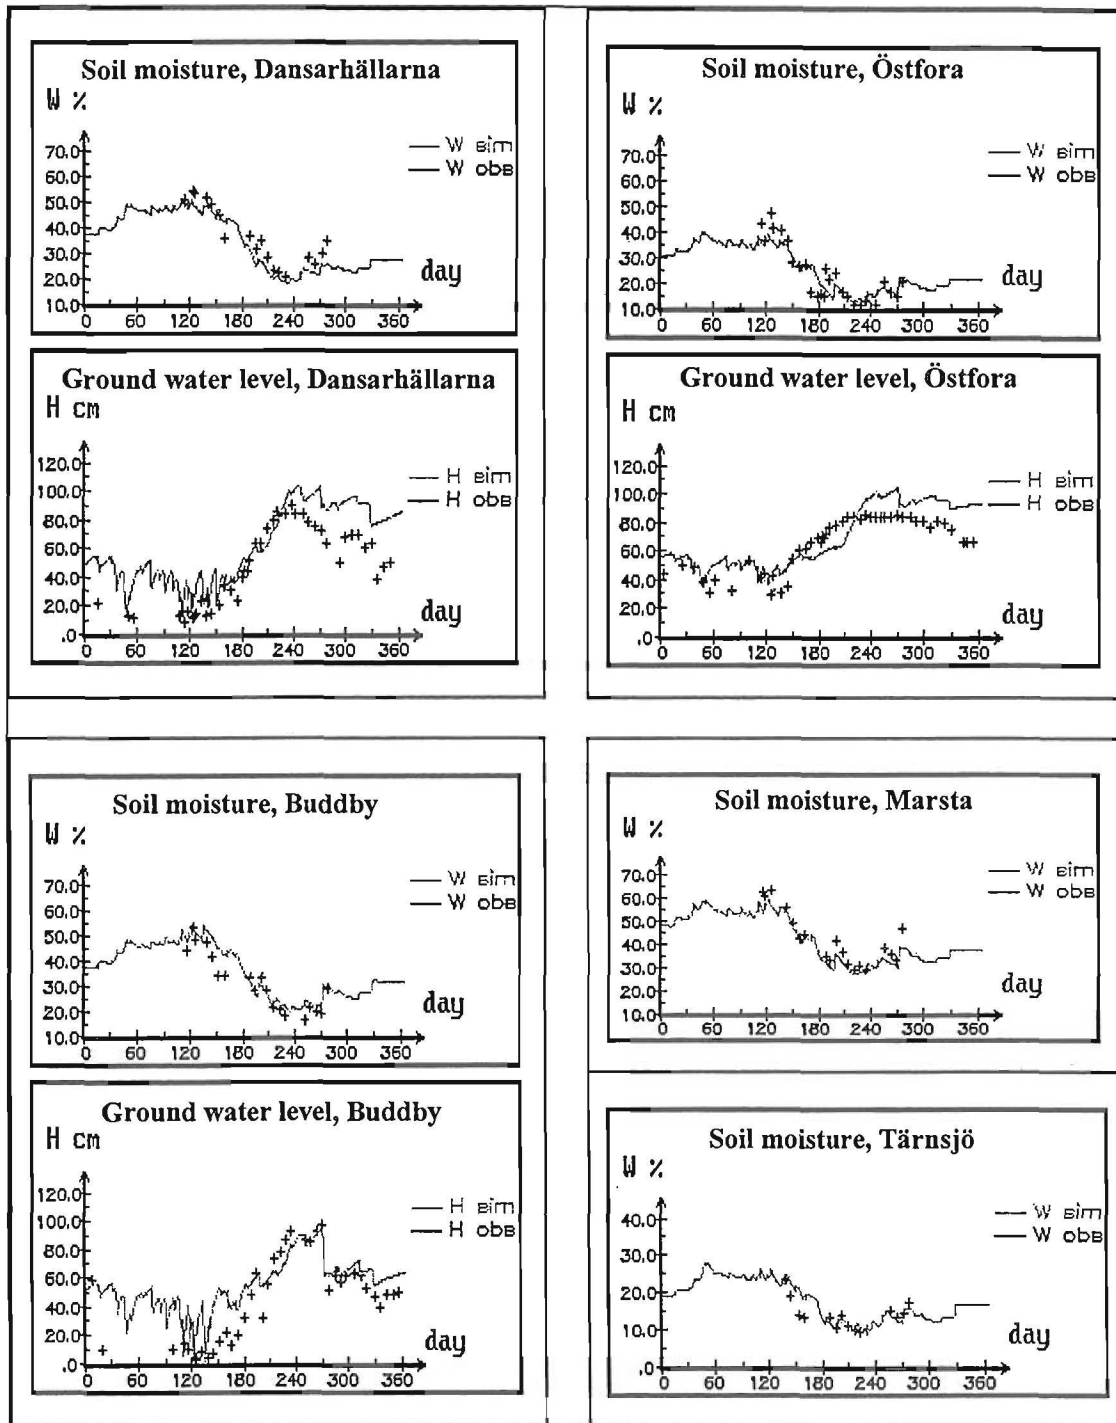 Soil moisture, Dansarhällarna
W %
70.0
60.0
50.0
40.0
30.0
20.0
10.0
0 60 120 180 240 300 360
day
W sim
W obs
Ground water level, Dansarhällarna
H cm
120.0
100.0
80.0
60.0
40.0
20.0
.0
0 60 120 180 240 300 360
day
H sim
H obs
Soil moisture, Östfora
W %
70.0
60.0
50.0
40.0
30.0
20.0
10.0
0 60 120 180 240 300 360
day
W sim
W obs
Ground water level, Östfora
H cm
120.0
100.0
80.0
60.0
40.0
20.0
.0
0 60 120 180 240 300 360
day
H sim
H obs
Soil moisture, Buddby
W %
70.0
60.0
50.0
40.0
30.0
20.0
10.0
0 60 120 180 240 300 360
day
W sim
W obs
Ground water level, Buddby
H cm
120.0
100.0
80.0
60.0
40.0
20.0
.0
0 60 120 180 240 300 360
day
H sim
H obs
Soil moisture, Marsta
W %
70.0
60.0
50.0
40.0
30.0
20.0
10.0
0 60 120 180 240 300 360
day
W sim
W obs
Soil moisture, Tärnsjö
W %
40.0
30.0
20.0
10.0
.0
0 60 120 180 240 300 360
day
W sim
W obs